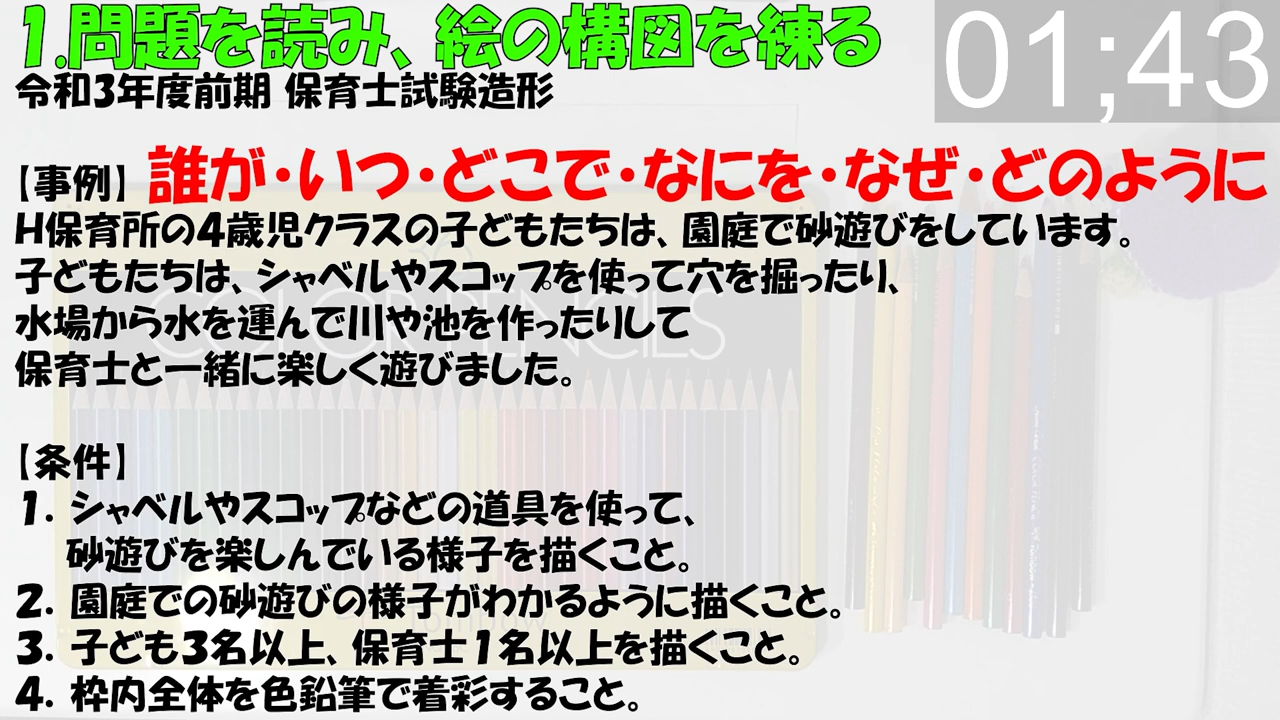 1.問題を読み、絵の構図を練る
01;43
令和3年度前期 保育士試験造形
【事例】 誰が・いつ・どこで・なにを・なぜ・どのように
H保育所の4歳児クラスの子どもたちは、園庭で砂遊びをしています。
子どもたちは、シャベルやスコップを使って穴を掘ったり、
水場から水を運んで川や池を作ったりして
保育士と一緒に楽しく遊びました。
COLOR PENCILS
【条件】
1. シャベルやスコップなどの道具を使って、
砂遊びを楽しんでいる様子を描くこと。
2. 園庭での砂遊びの様子がわかるように描くこと。
Tombow
3. 子ども3名以上、保育士1名以上を描くこと。
4. 枠内全体を色鉛筆で着彩すること。